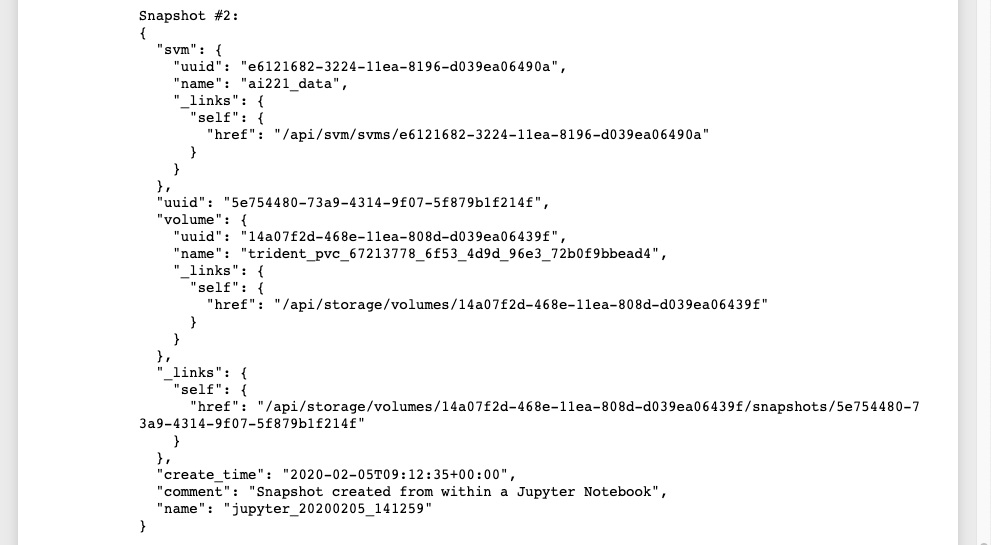 Snapshot #2:
{
  "svm": {
    "uuid": "e6121682-3224-11ea-8196-d039ea06490a",
    "name": "ai221_data",
    "_links": {
      "self": {
        "href": "/api/svm/svms/e6121682-3224-11ea-8196-d039ea06490a"
      }
    }
  },
  "uuid": "5e754480-73a9-4314-9f07-5f879b1f214f",
  "volume": {
    "uuid": "14a07f2d-468e-11ea-808d-d039ea06439f",
    "name": "trident_pvc_67213778_6f53_4d9d_96e3_72b0f9bbead4",
    "_links": {
      "self": {
        "href": "/api/storage/volumes/14a07f2d-468e-11ea-808d-d039ea06439f"
      }
    }
  },
  "_links": {
    "self": {
      "href": "/api/storage/volumes/14a07f2d-468e-11ea-808d-d039ea06439f/snapshots/5e754480-7
3a9-4314-9f07-5f879b1f214f"
    }
  },
  "create_time": "2020-02-05T09:12:35+00:00",
  "comment": "Snapshot created from within a Jupyter Notebook",
  "name": "jupyter_20200205_141259"
}